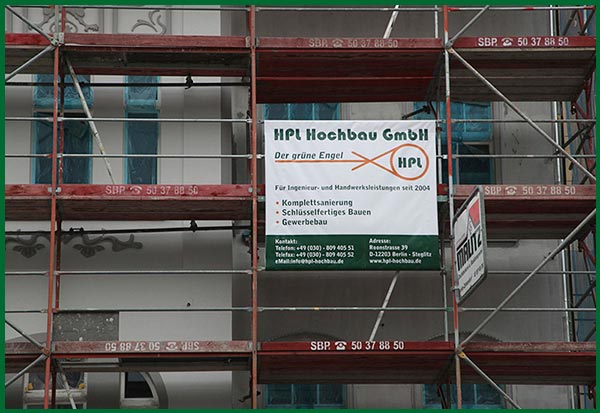 SBP. ☎ 50 37 88 50
SBP. ☎ 50 37 88
HPL Hochbau GmbH
Der grüne Engel
HPL
Für Ingenieur- und Handwerksleistungen seit 2004
• Komplettsanierung
• Schlüsselfertiges Bauen
• Gewerbebau
SBP ☎ 50 37 88 50
SBP. ☎ 50 37 88 50
Kontakt:
Telefon: +49 (030) - 809 405 51
Telefax: +49 (030) - 809 405 52
eMail:info@hpl-hochbau.de
Adresse:
Roonstrasse 39
D-12203 Berlin - Steglitz
www.hpl-hochbau.de
SBP. ☎ 50 37 88 50
SBP. ☎ 50 37 88 50